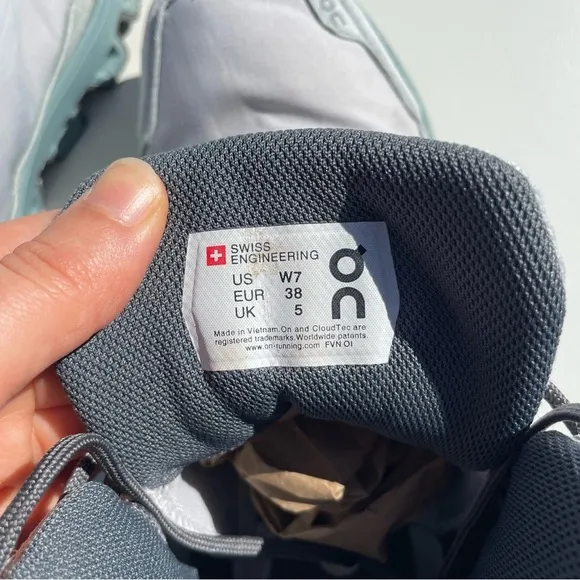 SWISS
ENGINEERING
On
US W7
EUR 38
UK 5
Made in Vietnam. On and CloudTec are
registered trademarks. Worldwide patents.
www.on-running.com FVN 01